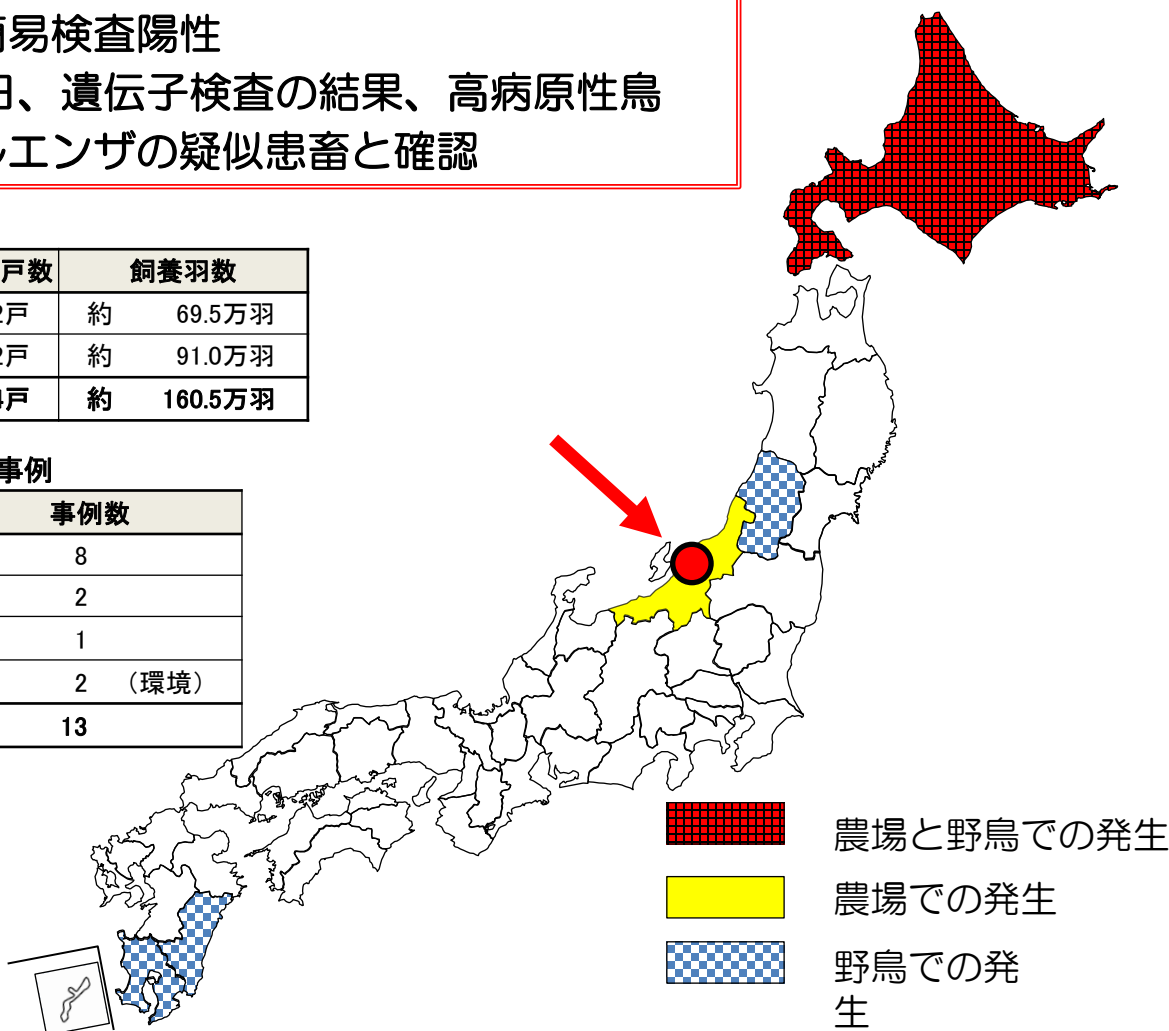 易検査陽性
、遺伝子検査の結果、高病原性鳥
エンザの疑似患畜と確認
戸数 飼養羽数
2戸 約 69.5万羽
2戸 約 91.0万羽
戸 約 160.5万羽
事例
事例数
8
2
1
2 （環境）
13
農場と野鳥での発生
農場での発生
野鳥での発
生